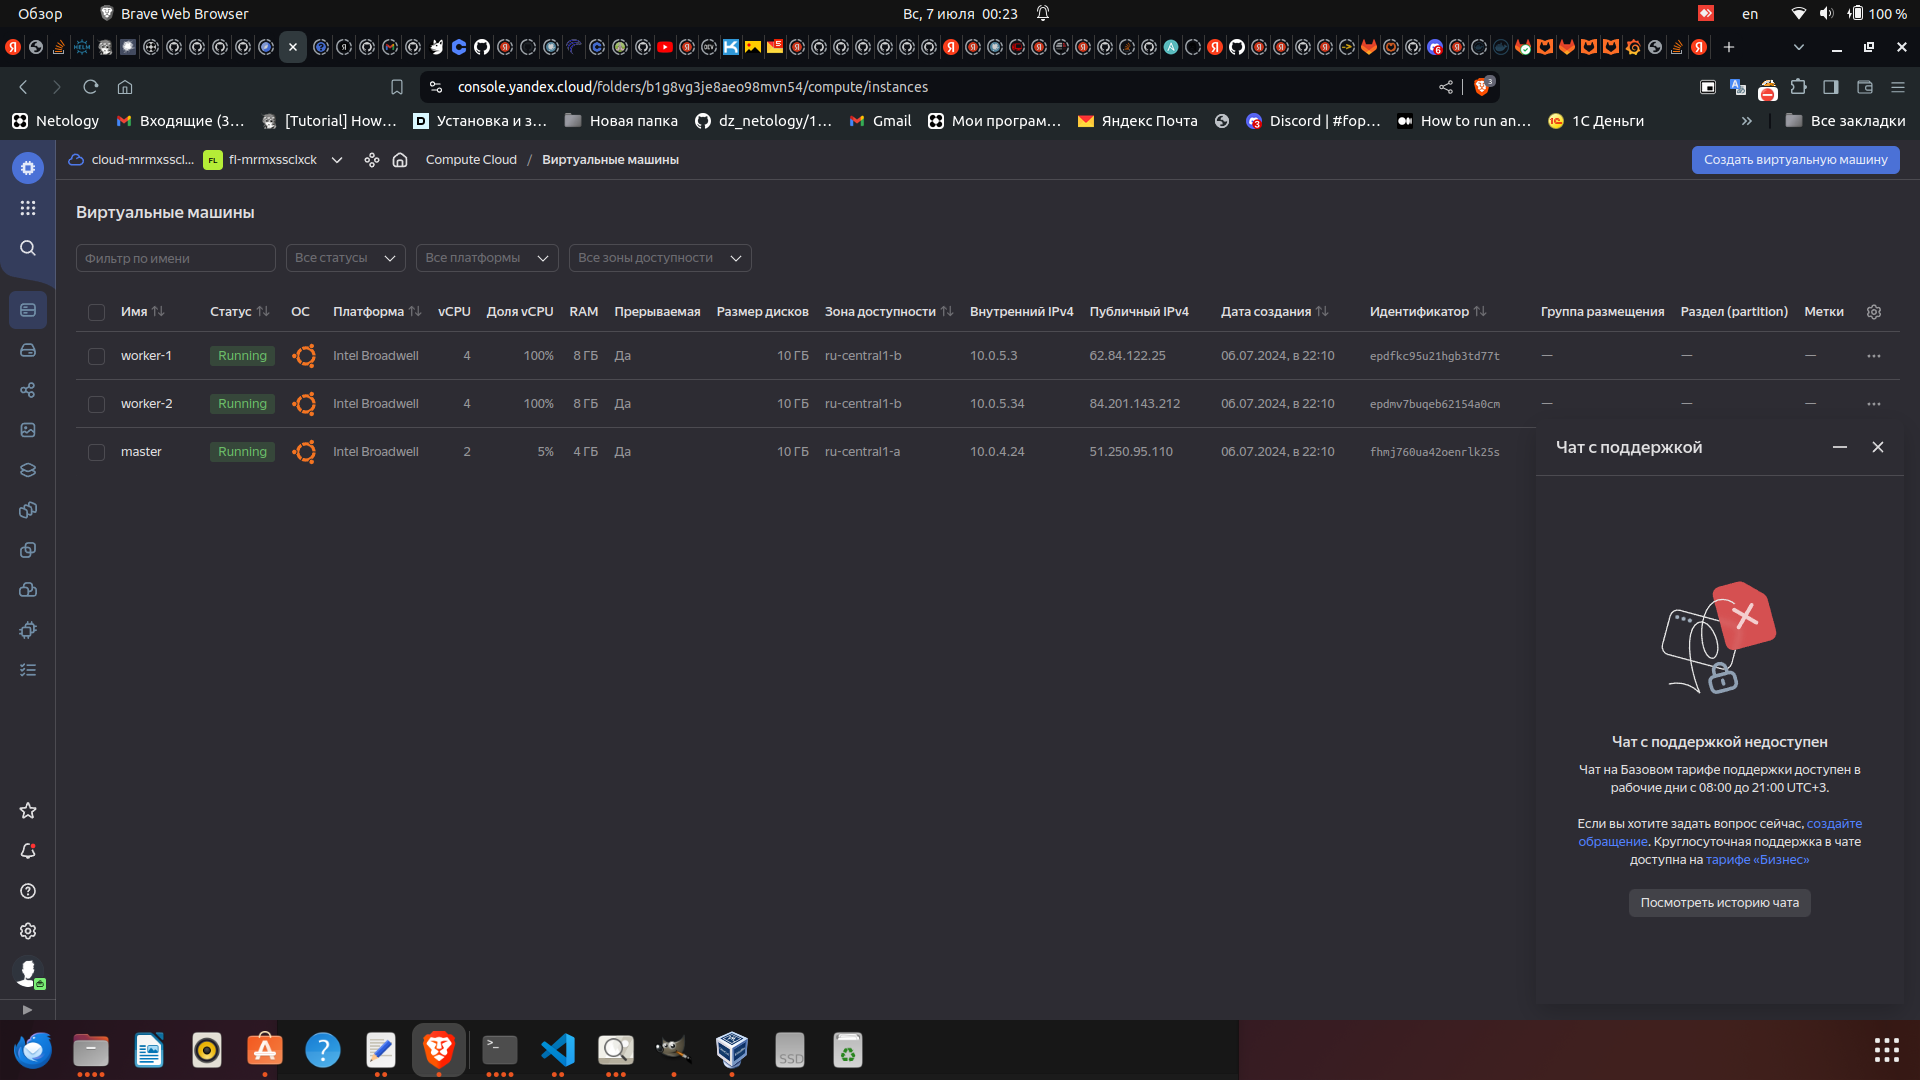 Обзор
Brave Web Browser
Вс, 7 июля 00:23
en
100 %
console.yandex.cloud/folders/b1g8vg3je8aeo98mvn54/compute/instances
3
Netology
Входящие (3…
[Tutorial] How…
Установка и з…
Новая папка
dz_netology/1…
Gmail
Мои програм…
Яндекс Почта
Discord | #fop…
How to run an…
1С Деньги
Все закладки
cloud-mrmxssscl...
FL
fl-mrmxssclxck
Compute Cloud / Виртуальные машины
Создать виртуальную машину
Виртуальные машины
Фильтр по имени
Все статусы
Все платформы
Все зоны доступности
Имя Статус ОС Платформа vCPU Доля vCPU RAM Прерываемая Размер дисков Зона доступности Внутренний IPv4 Публичный IPv4 Дата создания Идентификатор Группа размещения Раздел (partition) Метки
worker-1 Running Intel Broadwell 4 100% 8 ГБ Да 10 ГБ ru-central1-b 10.0.5.3 62.84.122.25 06.07.2024, в 22:10 epdfkc95u21hgb3td77t — — —
worker-2 Running Intel Broadwell 4 100% 8 ГБ Да 10 ГБ ru-central1-b 10.0.5.34 84.201.143.212 06.07.2024, в 22:10 epdmv7buqeb62154a0cm — — —
master Running Intel Broadwell 2 5% 4 ГБ Да 10 ГБ ru-central1-a 10.0.4.24 51.250.95.110 06.07.2024, в 22:10 fhmj760ua42oenrlk25s
Чат с поддержкой
Чат с поддержкой недоступен
Чат на Базовом тарифе поддержки доступен в
рабочие дни с 08:00 до 21:00 UTC+3.
Если вы хотите задать вопрос сейчас, создайте
обращение. Круглосуточная поддержка в чате
доступна на тарифе «Бизнес»
Посмотреть историю чата
SSD